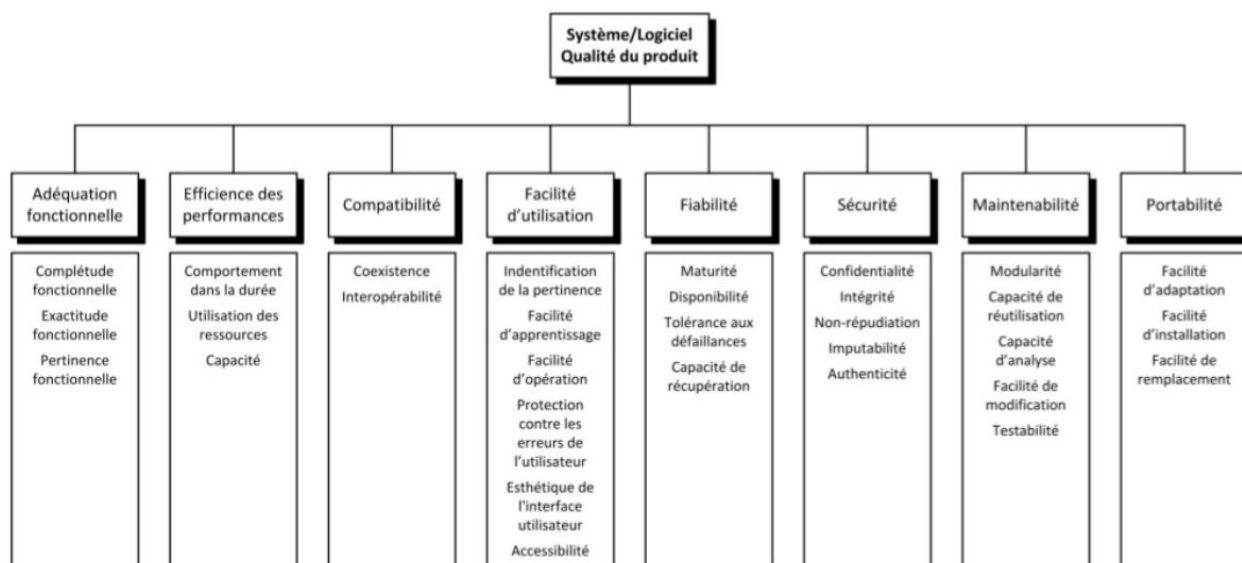 Système/Logiciel
Qualité du produit
Adéquation
fonctionnelle
Complétude
fonctionnelle
Exactitude
fonctionnelle
Pertinence
fonctionnelle
Efficience des
performances
Comportement
dans la durée
Utilisation des
ressources
Capacité
Compatibilité
Coexistence
Interopérabilité
Facilité
d’utilisation
Indentification
de la pertinence
Facilité
d’apprentissage
Facilité
d’opération
Protection
contre les
erreurs de
l’utilisateur
Esthétique de
l'interface
utilisateur
Accessibilité
Fiabilité
Maturité
Disponibilité
Tolérance aux
défaillances
Capacité de
récupération
Sécurité
Confidentialité
Intégrité
Non-répudiation
Imputabilité
Authenticité
Maintenabilité
Modularité
Capacité de
réutilisation
Capacité
d’analyse
Facilité de
modification
Testabilité
Portabilité
Facilité
d’adaptation
Facilité
d’installation
Facilité de
remplacement